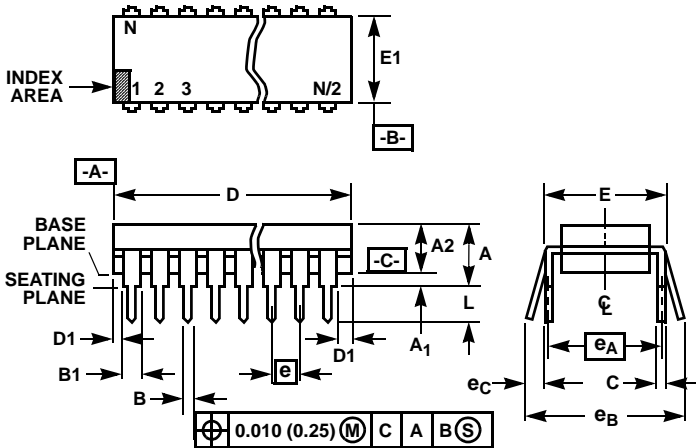 N
E1
INDEX
AREA
1 2 3 N/2
-B-
-A-
D E
BASE
PLANE
A2 A
-C-
SEATING
PLANE
L
℄
D1 A1 D1
eA
B1 e
eC C
B
eB
⌖ 0.010 (0.25) Ⓜ C A B Ⓢ